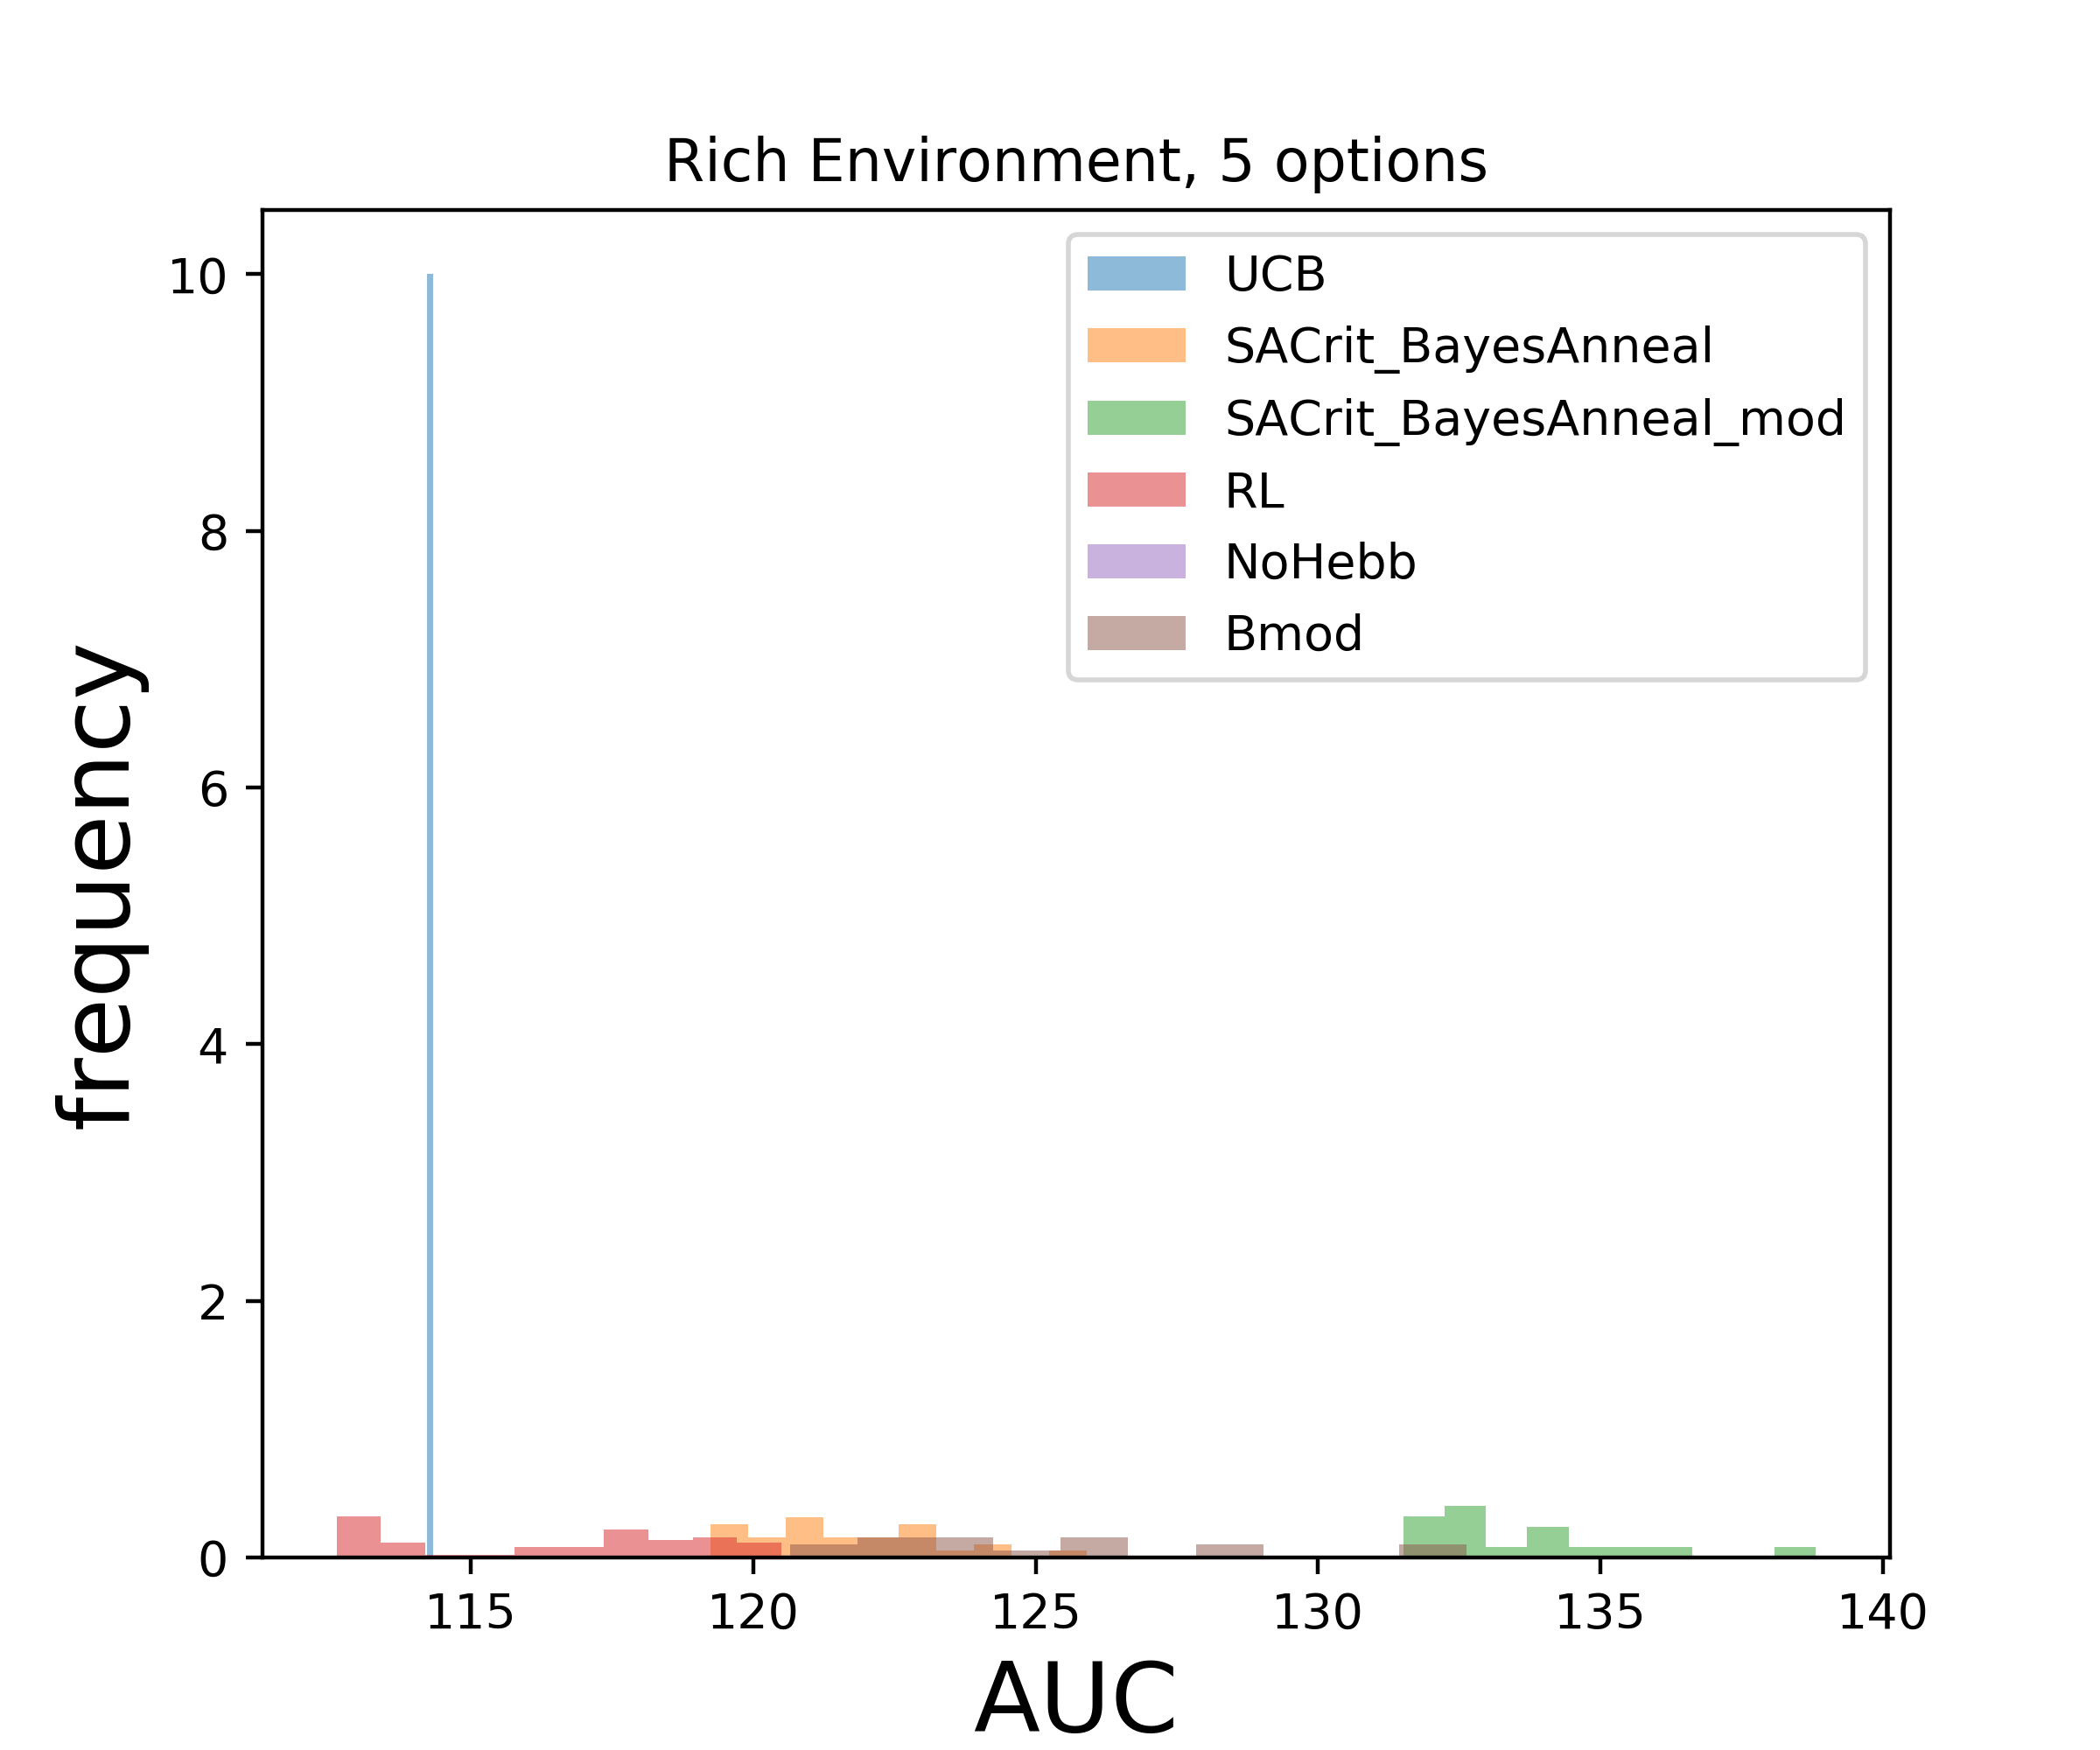 Rich Environment, 5 options
UCB
SACrit_BayesAnneal
SACrit_BayesAnneal_mod
RL
NoHebb
Bmod
frequency
10
8
6
4
2
0
115 120 125 130 135 140
AUC